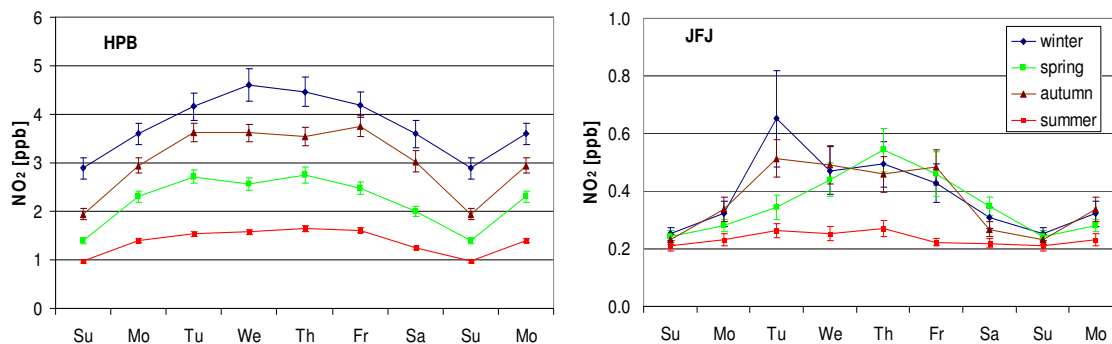 HPB
NO2 [ppb]
6
5
4
3
2
1
0
Su Mo Tu We Th Fr Sa Su Mo
JFJ
NO2 [ppb]
1.0
0.8
0.6
0.4
0.2
0.0
winter
spring
autumn
summer
Su Mo Tu We Th Fr Sa Su Mo